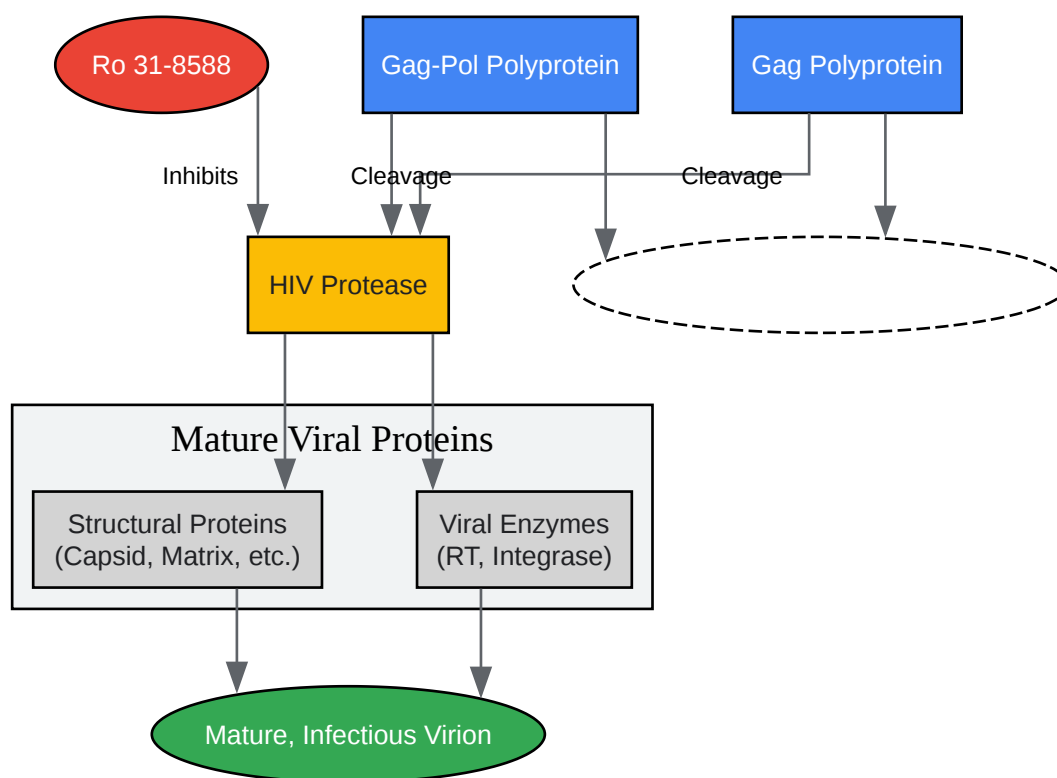 Ro 31-8588
Gag-Pol Polyprotein
Gag Polyprotein
Inhibits
Cleavage
Cleavage
HIV Protease
Mature Viral Proteins
Structural Proteins
(Capsid, Matrix, etc.)
Viral Enzymes
(RT, Integrase)
Mature, Infectious Virion